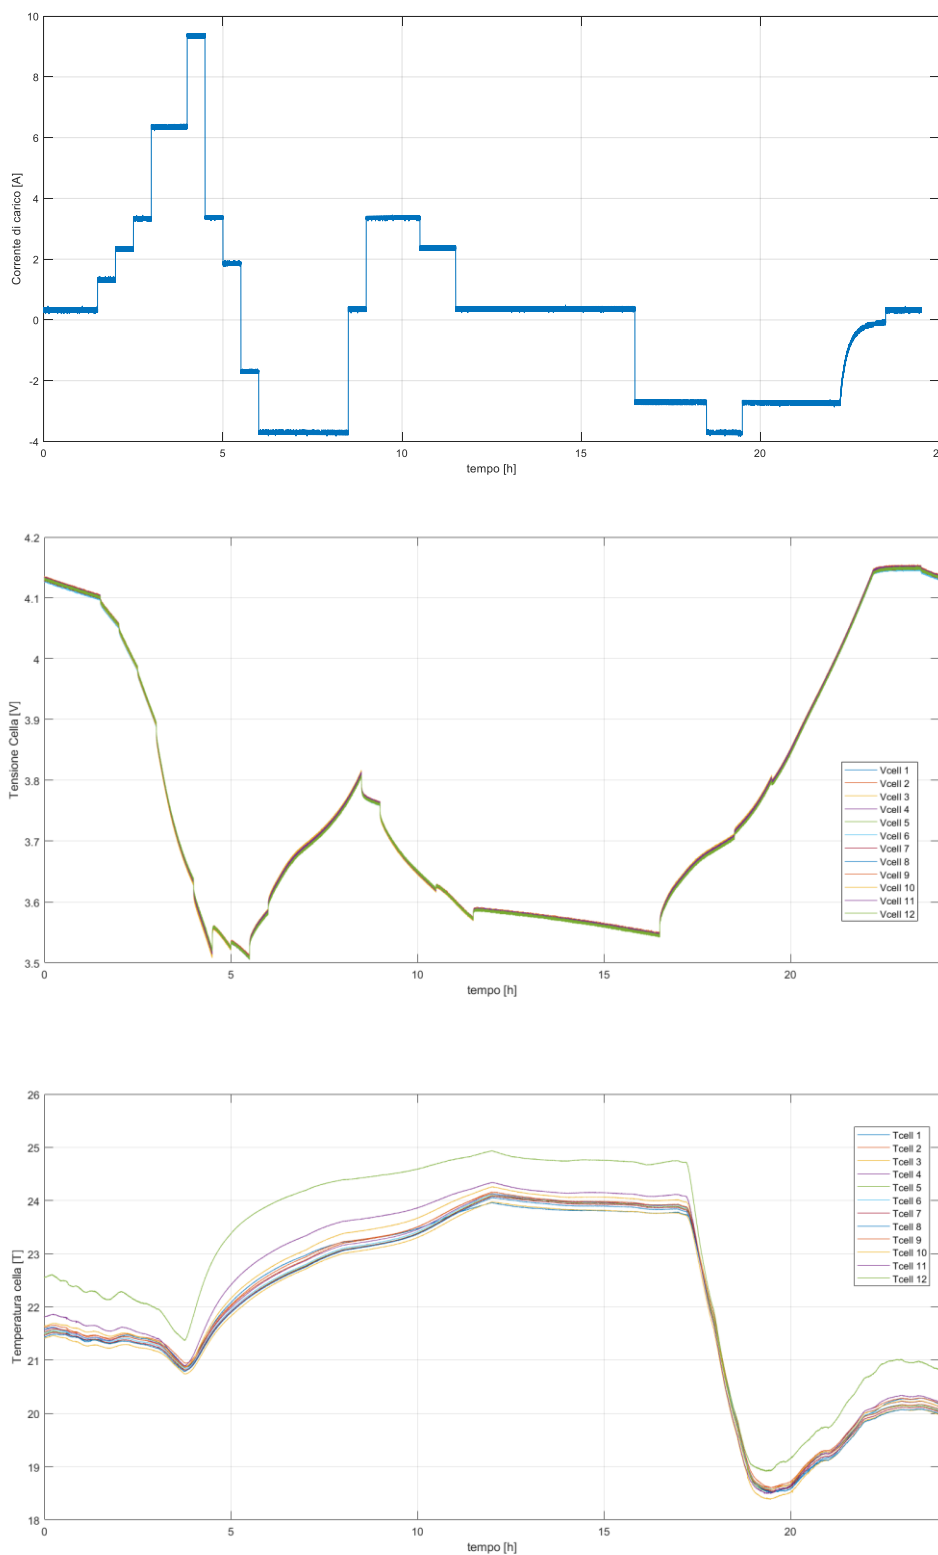 10
8
6
4
2
0
-2
-4
Corrente di carico [A]
0 5 10 15 20
tempo [h]
4.2
4.1
4
3.9
3.8
3.7
3.6
3.5
Tensione Cella [V]
Vcell 1
Vcell 2
Vcell 3
Vcell 4
Vcell 5
Vcell 6
Vcell 7
Vcell 8
Vcell 9
Vcell 10
Vcell 11
Vcell 12
0 5 10 15 20
tempo [h]
26
25
24
23
22
21
20
19
18
Temperatura cella [T]
Tcell 1
Tcell 2
Tcell 3
Tcell 4
Tcell 5
Tcell 6
Tcell 7
Tcell 8
Tcell 9
Tcell 10
Tcell 11
Tcell 12
0 5 10 15 20
tempo [h]